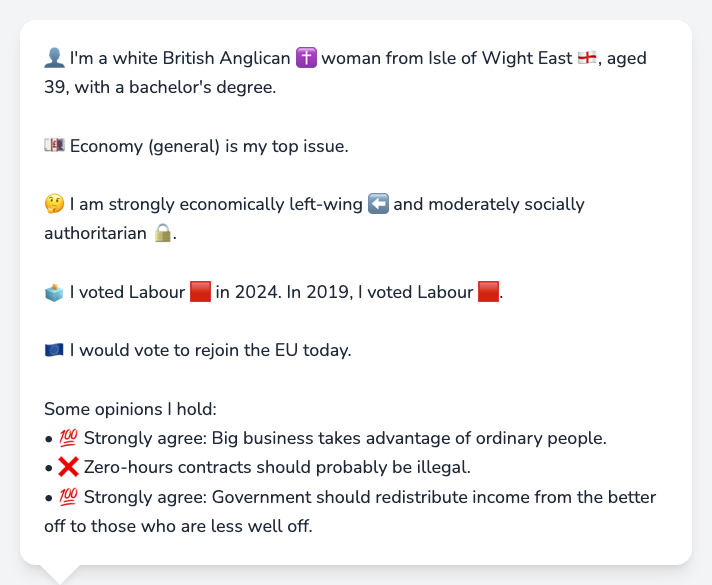 👤 I'm a white British Anglican ✝️ woman from Isle of Wight East 🏴󠁧󠁢󠁥󠁮󠁧󠁿, aged
39, with a bachelor's degree.
💷 Economy (general) is my top issue.
🤔 I am strongly economically left-wing ⬅️ and moderately socially
authoritarian 🔒.
🗳️ I voted Labour 🟥 in 2024. In 2019, I voted Labour 🟥.
🇪🇺 I would vote to rejoin the EU today.
Some opinions I hold:
• 💯 Strongly agree: Big business takes advantage of ordinary people.
• ❌ Zero-hours contracts should probably be illegal.
• 💯 Strongly agree: Government should redistribute income from the better
off to those who are less well off.